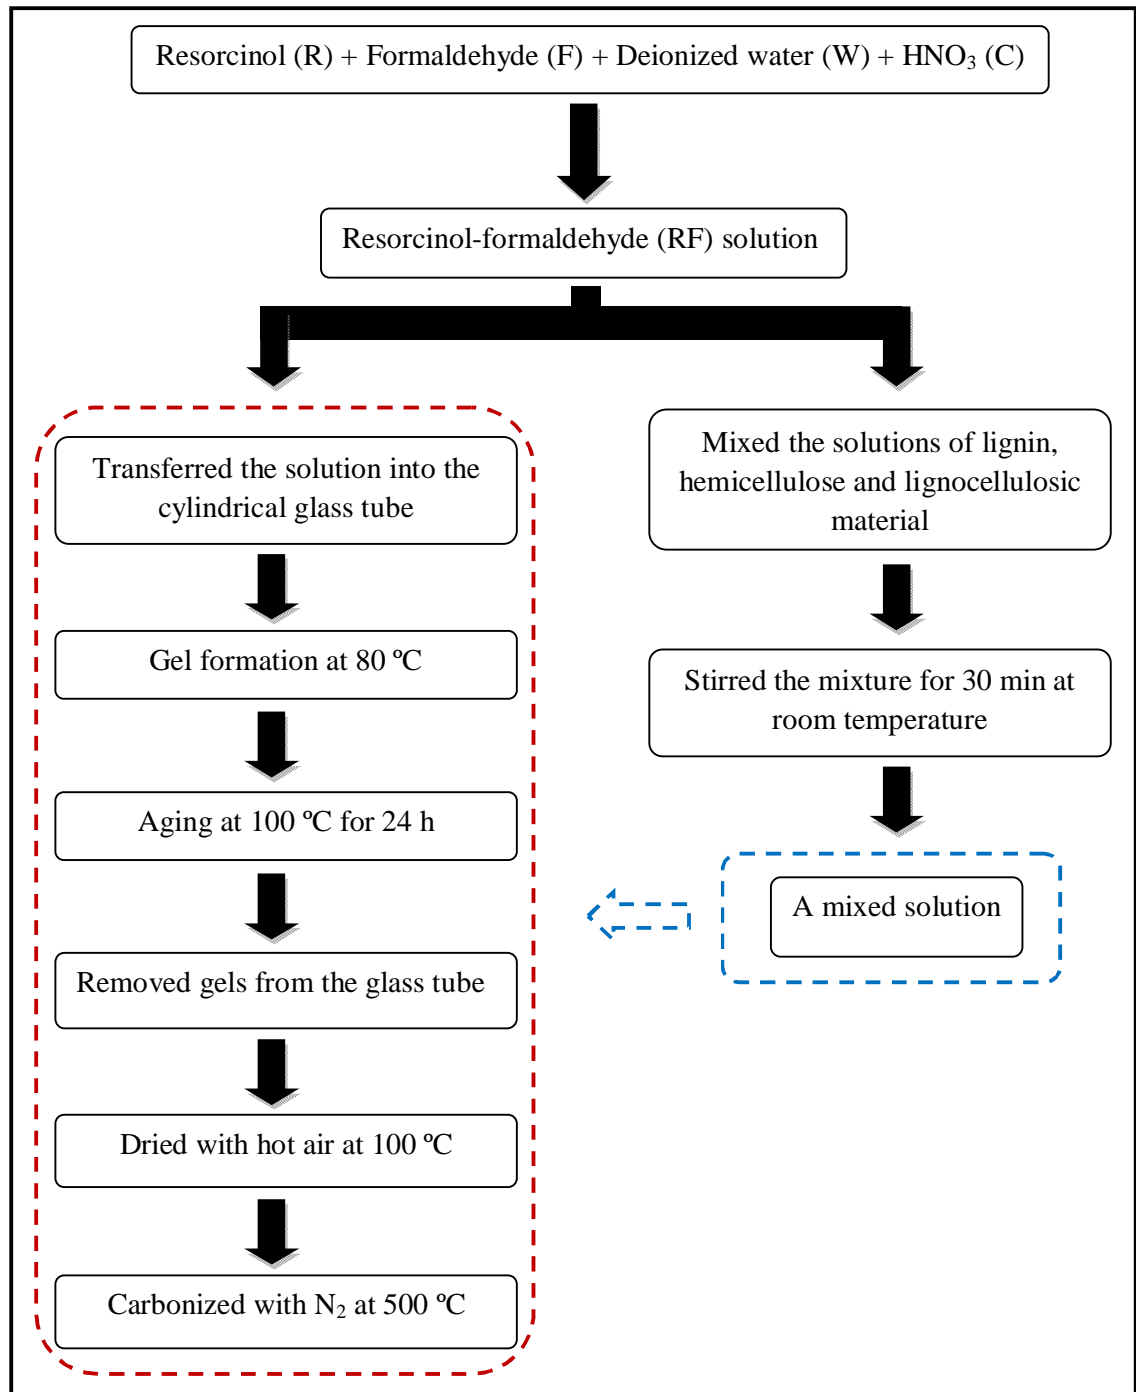 Resorcinol (R) + Formaldehyde (F) + Deionized water (W) + HNO₃ (C)
Resorcinol-formaldehyde (RF) solution
Transferred the solution into the
cylindrical glass tube
Gel formation at 80 ºC
Aging at 100 ºC for 24 h
Removed gels from the glass tube
Dried with hot air at 100 ºC
Carbonized with N₂ at 500 ºC
Mixed the solutions of lignin,
hemicellulose and lignocellulosic
material
Stirred the mixture for 30 min at
room temperature
A mixed solution